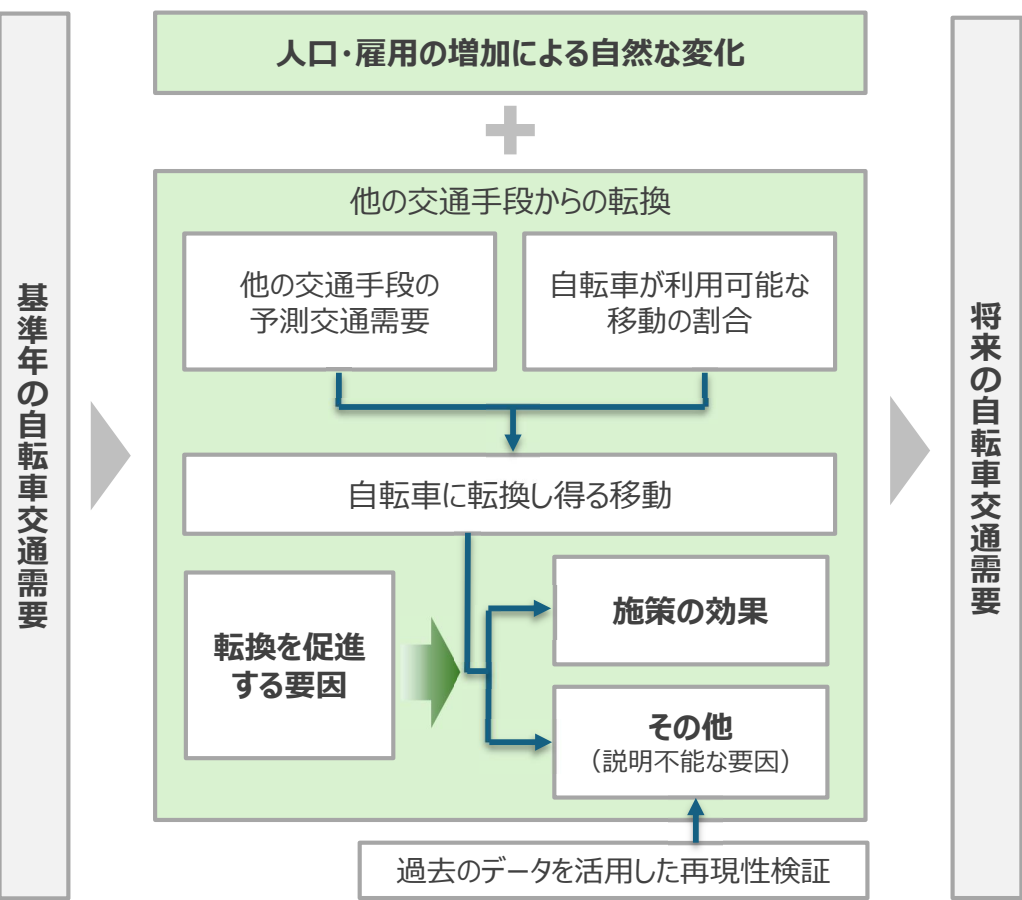 基準年の自転車交通需要
人口・雇用の増加による自然な変化
他の交通手段からの転換
他の交通手段の
予測交通需要
自転車が利用可能な
移動の割合
自転車に転換し得る移動
転換を促進
する要因
施策の効果
その他
（説明不能な要因）
過去のデータを活用した再現性検証
将来の自転車交通需要